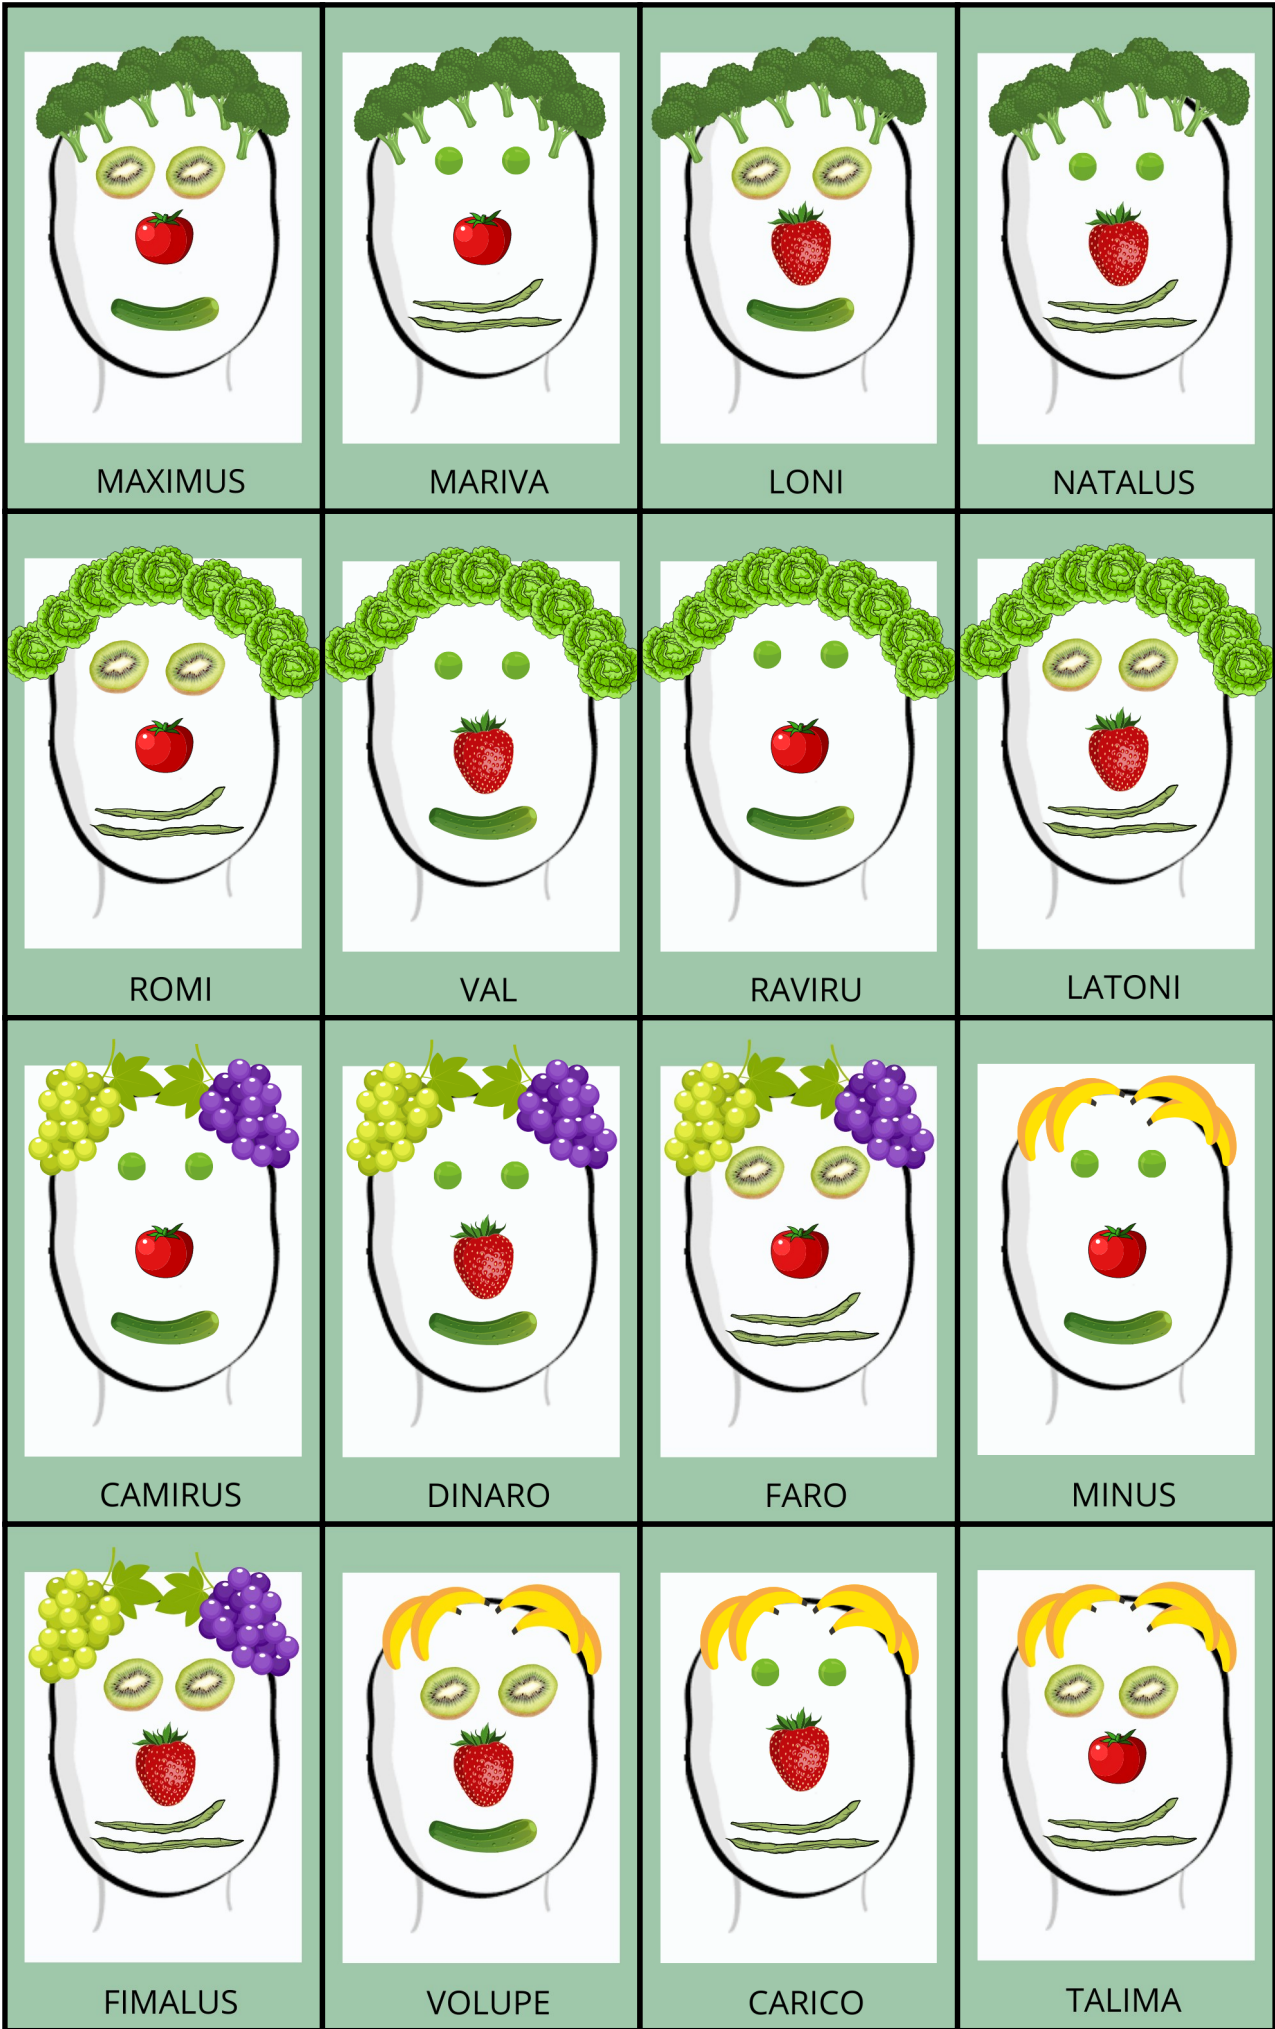 MAXIMUS
MARIVA
LONI
NATALUS
ROMI
VAL
RAVIRU
LATONI
CAMIRUS
DINARO
FARO
MINUS
FIMALUS
VOLUPE
CARICO
TALIMA